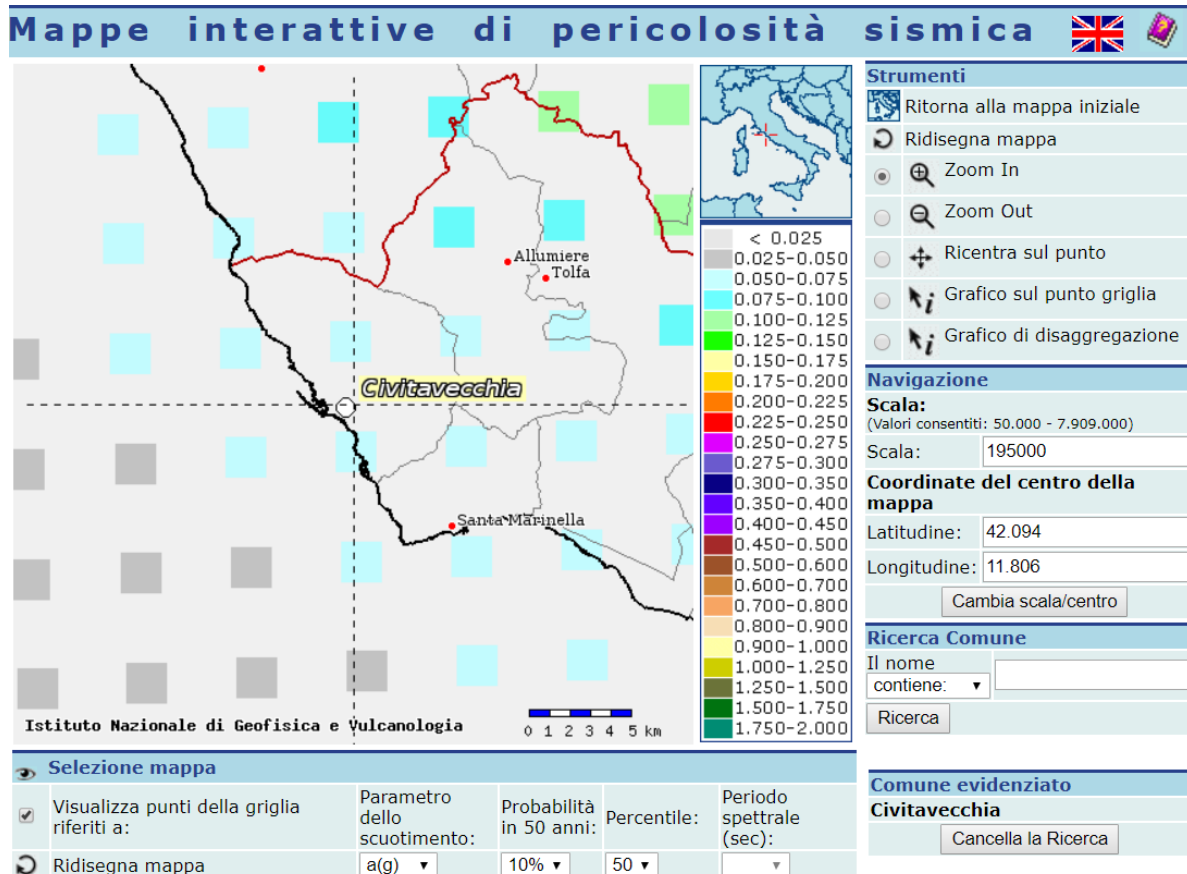 Mappe interattive di pericolosità sismica
Allumiere
Tolfa
Civitavecchia
Santa Marinella
Istituto Nazionale di Geofisica e Vulcanologia
0 1 2 3 4 5 km
< 0.025
0.025-0.050
0.050-0.075
0.075-0.100
0.100-0.125
0.125-0.150
0.150-0.175
0.175-0.200
0.200-0.225
0.225-0.250
0.250-0.275
0.275-0.300
0.300-0.350
0.350-0.400
0.400-0.450
0.450-0.500
0.500-0.600
0.600-0.700
0.700-0.800
0.800-0.900
0.900-1.000
1.000-1.250
1.250-1.500
1.500-1.750
1.750-2.000
Strumenti
Ritorna alla mappa iniziale
Ridisegna mappa
Zoom In
Zoom Out
Ricentra sul punto
Grafico sul punto griglia
Grafico di disaggregazione
Navigazione
Scala:
(Valori consentiti: 50.000 - 7.909.000)
Scala: 195000
Coordinate del centro della
mappa
Latitudine: 42.094
Longitudine: 11.806
Cambia scala/centro
Ricerca Comune
Il nome
contiene:
Ricerca
Comune evidenziato
Civitavecchia
Cancella la Ricerca
Selezione mappa
Visualizza punti della griglia
riferiti a:
Parametro
dello
scuotimento:
Probabilità
in 50 anni:
Percentile:
Periodo
spettrale
(sec):
Ridisegna mappa
a(g)
10%
50